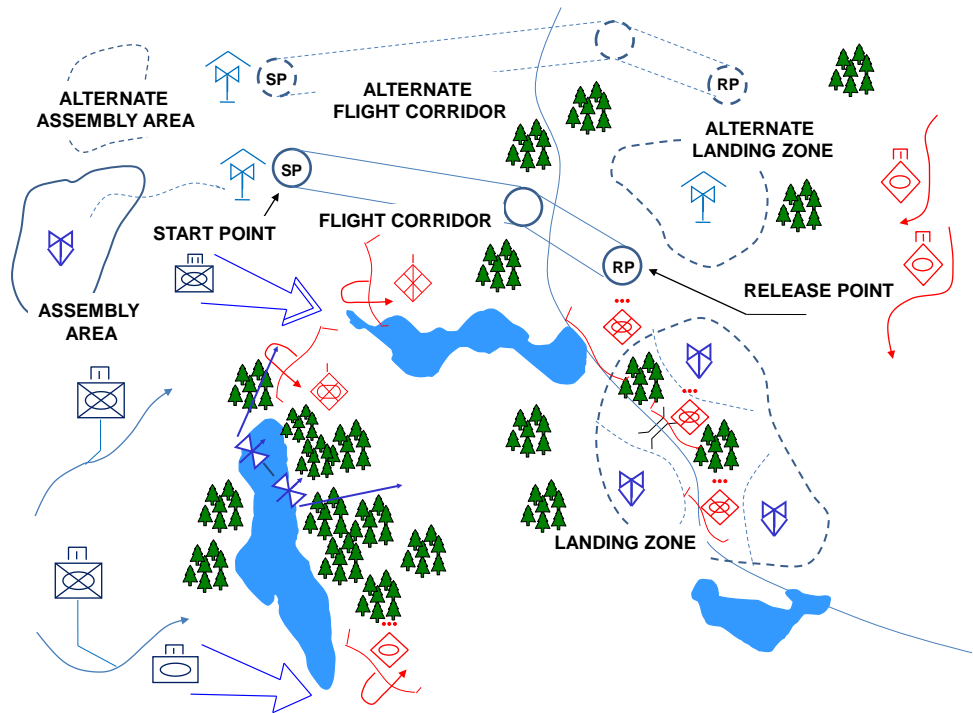 SP
RP
ALTERNATE
ASSEMBLY AREA
ALTERNATE
FLIGHT CORRIDOR
ALTERNATE
LANDING ZONE
SP
START POINT
FLIGHT CORRIDOR
RP
RELEASE POINT
ASSEMBLY
AREA
LANDING ZONE